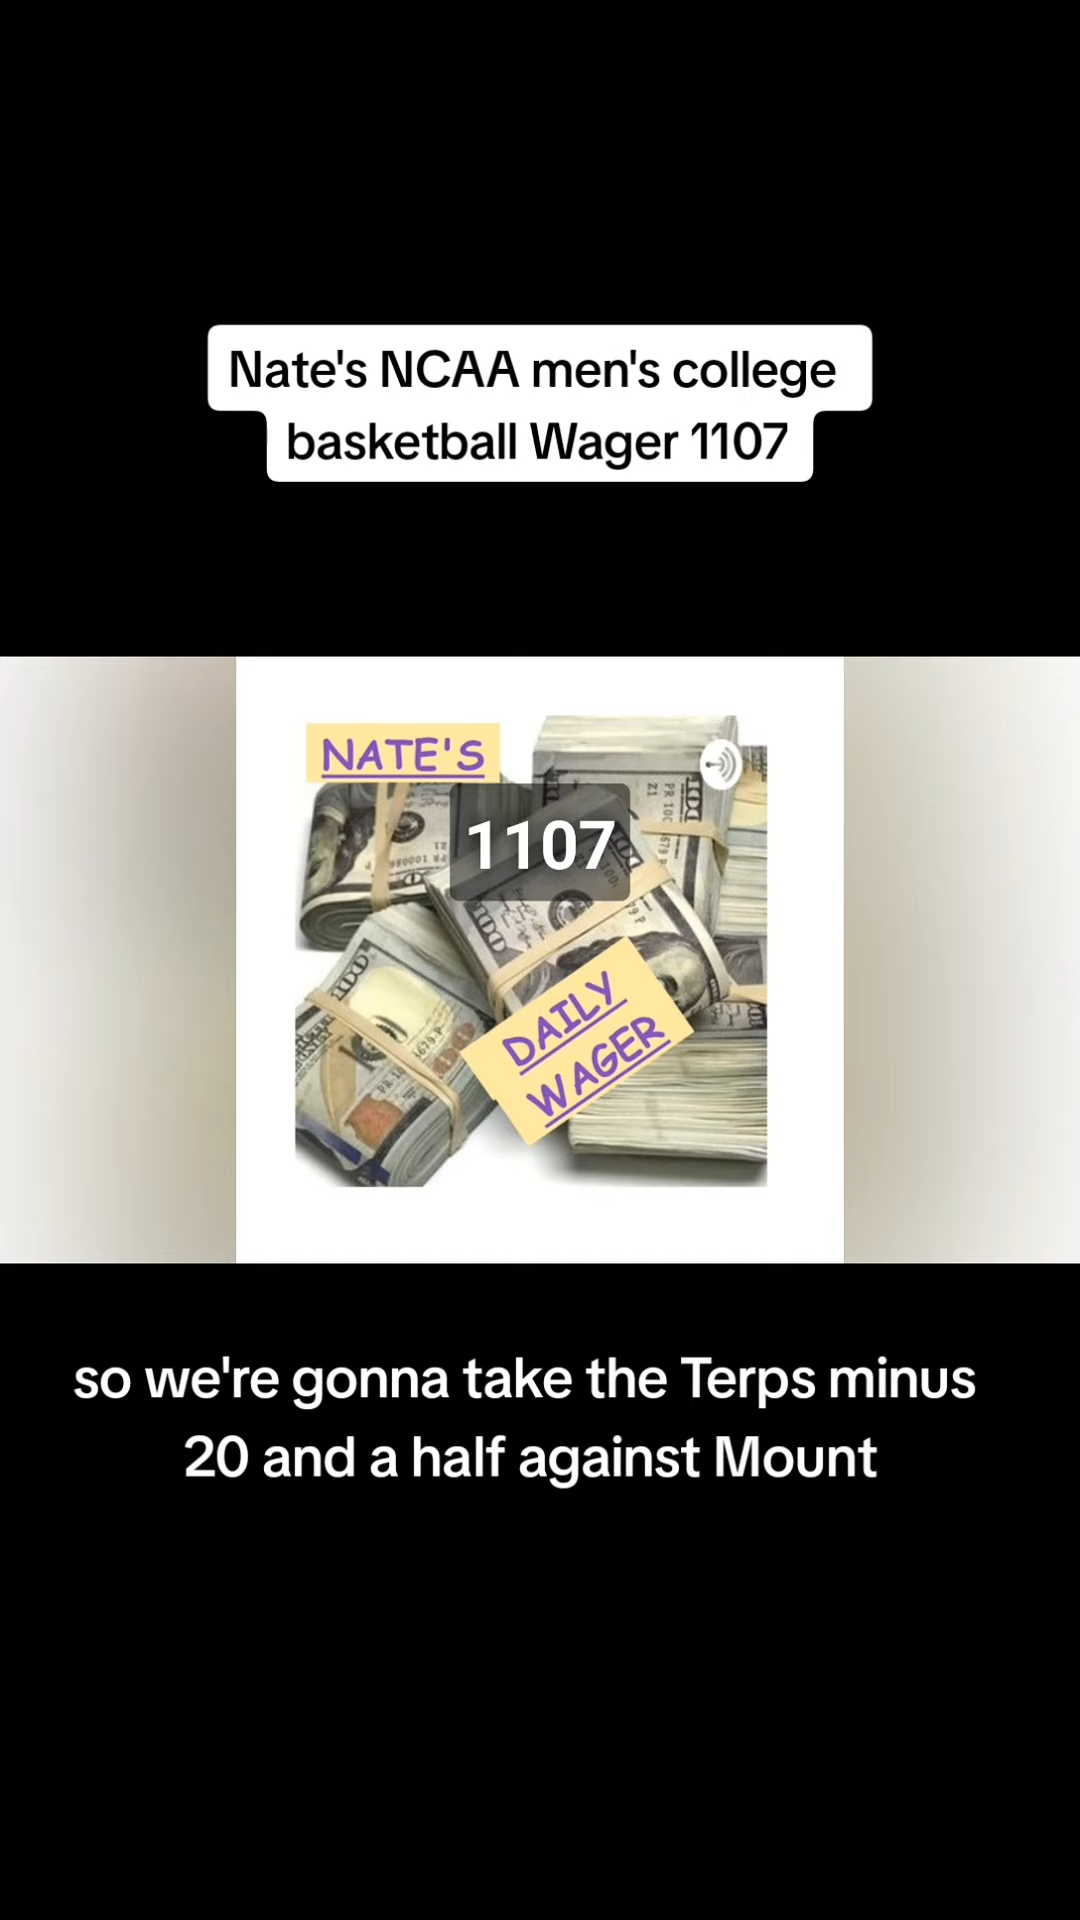 Nate's NCAA men's college
basketball Wager 1107
NATE'S
1107
DAILY
WAGER
so we're gonna take the Terps minus
20 and a half against Mount